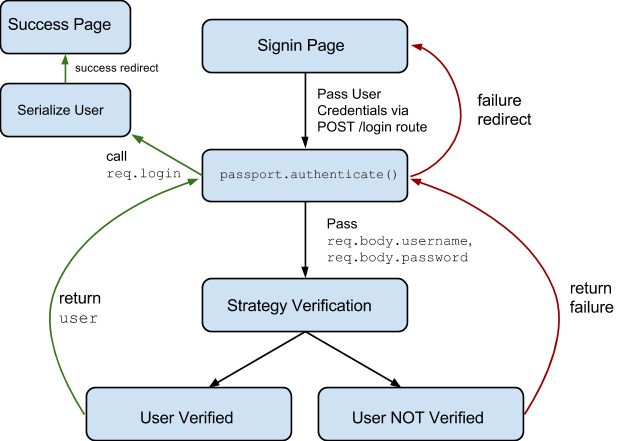 Success Page
Signin Page
success redirect
Serialize User
Pass User
Credentials via
POST /login route
failure
redirect
call
req.login
passport.authenticate()
Pass
req.body.username,
req.body.password
return
user
Strategy Verification
return
failure
User Verified
User NOT Verified